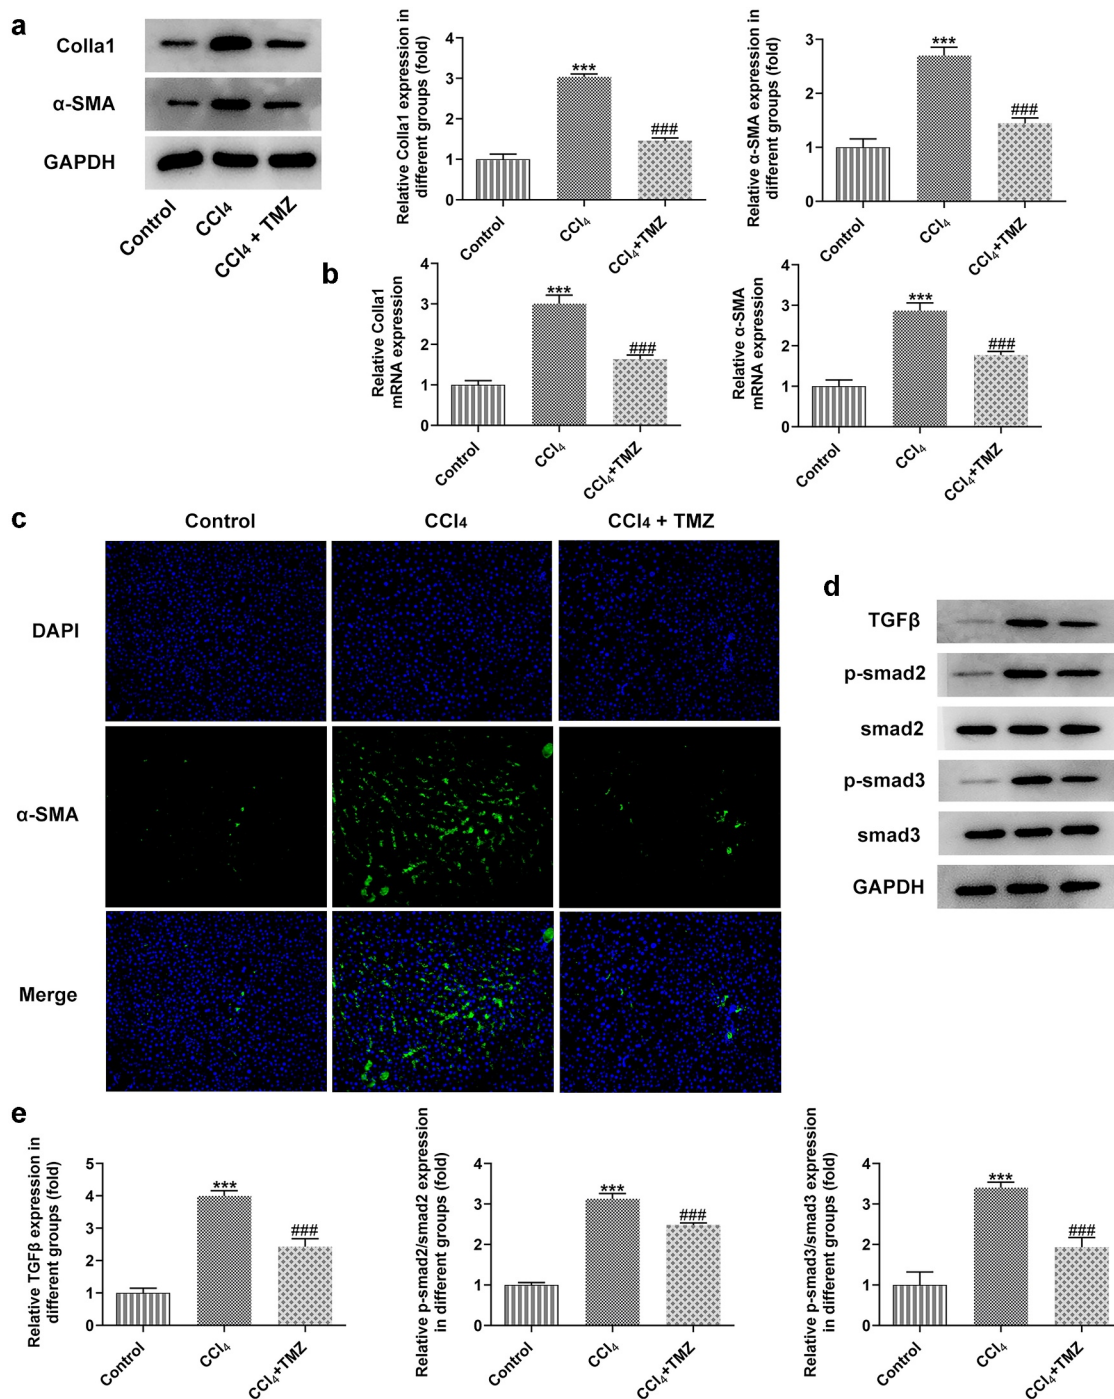 a
Colla1
α-SMA
GAPDH
Control
CCl₄
CCl₄ + TMZ
Relative Colla1 expression in
different groups (fold)
5
4
3
2
1
0
***
###
Control
CCl₄
CCl₄+TMZ
Relative α-SMA expression in
different groups (fold)
3
2
1
0
***
###
Control
CCl₄
CCl₄+TMZ
b
Relative Colla1
mRNA expression
4
3
2
1
0
***
###
Control
CCl₄
CCl₄+TMZ
Relative α-SMA
mRNA expression
4
3
2
1
0
***
###
Control
CCl₄
CCl₄+TMZ
c
Control
CCl₄
CCl₄ + TMZ
DAPI
α-SMA
Merge
d
TGFβ
p-smad2
smad2
p-smad3
smad3
GAPDH
e
Relative TGFβ expression in
different groups (fold)
5
4
3
2
1
0
***
###
Control
CCl₄
CCl₄+TMZ
Relative p-smad2/smad2 expression
in different groups (fold)
4
3
2
1
0
***
###
Control
CCl₄
CCl₄+TMZ
Relative p-smad3/smad3 expression
in different groups (fold)
4
3
2
1
0
***
###
Control
CCl₄
CCl₄+TMZ